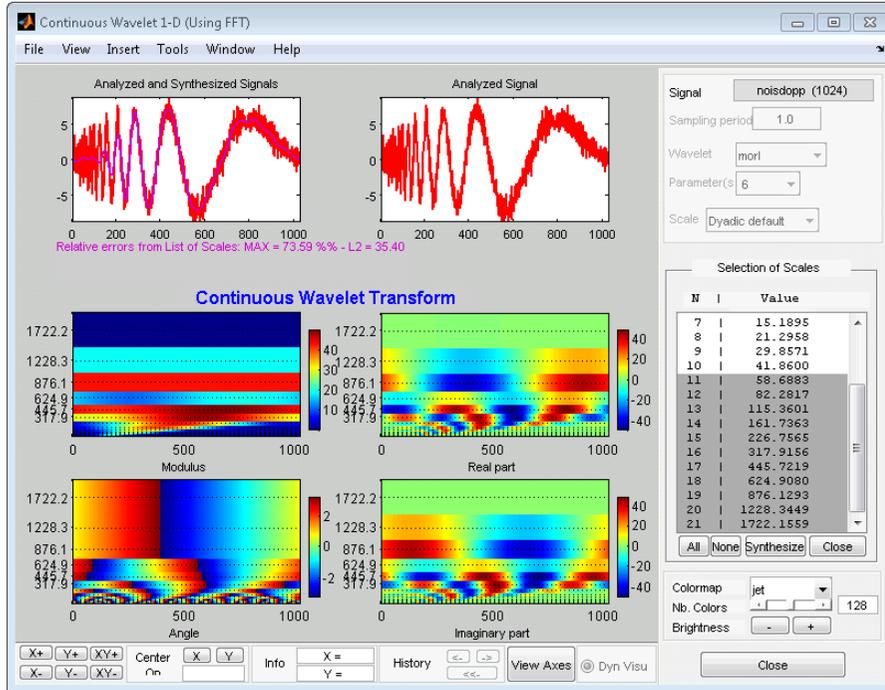 Continuous Wavelet 1-D (Using FFT)
File View Insert Tools Window Help
Analyzed and Synthesized Signals
5
0
-5
0 200 400 600 800 1000
Relative errors from List of Scales: MAX = 73.59 %% - L2 = 35.40
Analyzed Signal
5
0
-5
0 200 400 600 800 1000
Continuous Wavelet Transform
1722.2
1228.3
876.1
624.9
445.7
317.9
0 500 1000
Modulus
40
30
20
10
1722.2
1228.3
876.1
624.9
445.7
317.9
0 500 1000
Real part
40
20
0
-20
-40
1722.2
1228.3
876.1
624.9
445.7
317.9
0 500 1000
Angle
2
0
-2
1722.2
1228.3
876.1
624.9
445.7
317.9
0 500 1000
Imaginary part
40
20
0
-20
-40
Signal noisdopp (1024)
Sampling period 1.0
Wavelet morl
Parameter(s 6
Scale Dyadic default
Selection of Scales
N | Value
7 | 15.1895
8 | 21.2958
9 | 29.8571
10 | 41.8600
11 | 58.6883
12 | 82.2817
13 | 115.3601
14 | 161.7363
15 | 226.7565
16 | 317.9156
17 | 445.7219
18 | 624.9080
19 | 876.1293
20 | 1228.3449
21 | 1722.1559
All None Synthesize Close
Colormap jet
Nb. Colors 128
Brightness - +
Close
X+ Y+ XY+
X- Y- XY-
Center On X Y
Info X =
Y =
History <- ->
<<-
View Axes
Dyn Visu